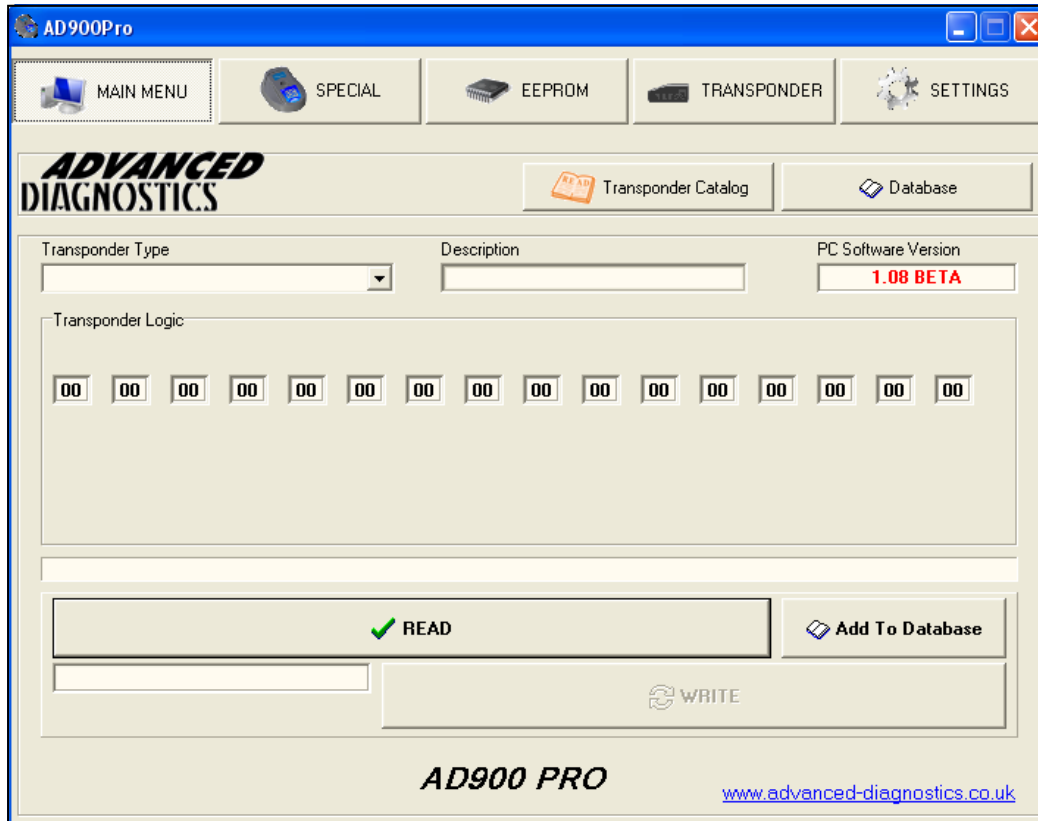 AD900Pro
MAIN MENU SPECIAL EEPROM TRANSPONDER SETTINGS
ADVANCED
DIAGNOSTICS
READ Transponder Catalog Database
Transponder Type Description PC Software Version
1.08 BETA
Transponder Logic
00 00 00 00 00 00 00 00 00 00 00 00 00 00 00 00
READ Add To Database
WRITE
AD900 PRO
www.advanced-diagnostics.co.uk